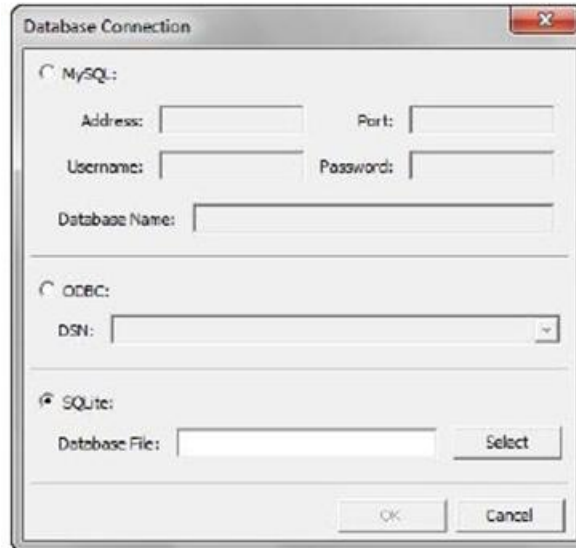 Database Connection
MySQL:
Address: Port:
Username: Password:
Database Name:
ODBC:
DSN:
SQLite:
Database File: Select
OK Cancel